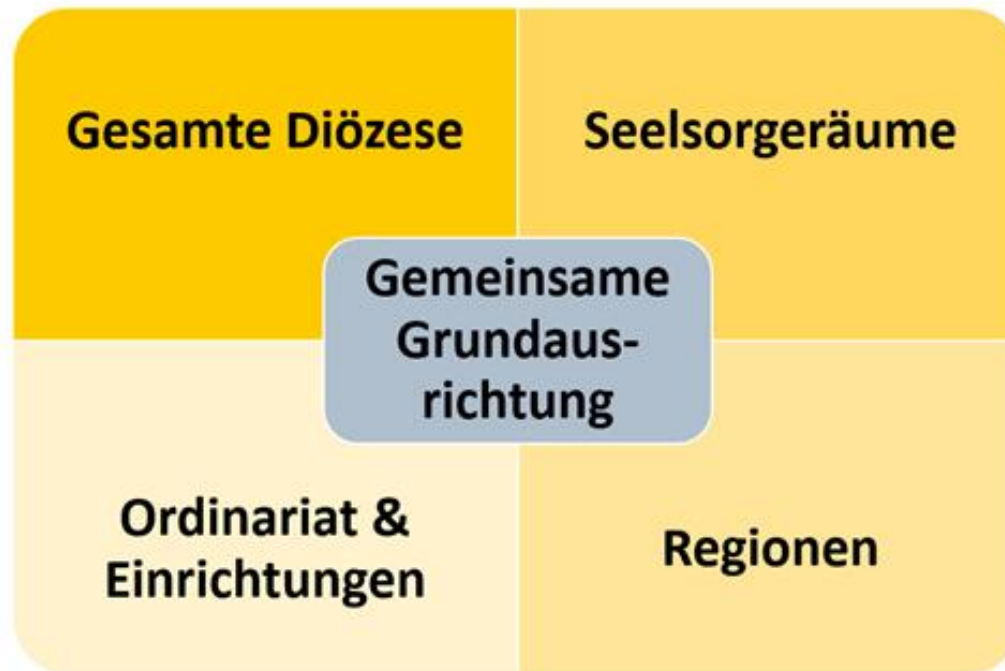 Gesamte Diözese
Seelsorgeräume
Gemeinsame
Grundaus-
richtung
Ordinariat &
Einrichtungen
Regionen